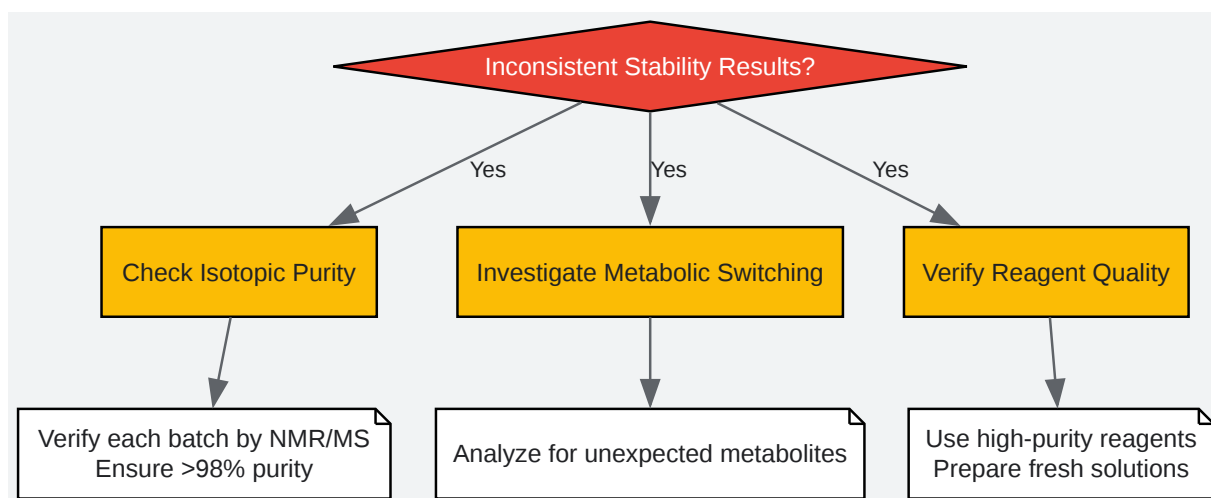 Inconsistent Stability Results?
Yes
Yes
Yes
Check Isotopic Purity
Investigate Metabolic Switching
Verify Reagent Quality
Verify each batch by NMR/MS
Ensure >98% purity
Analyze for unexpected metabolites
Use high-purity reagents
Prepare fresh solutions